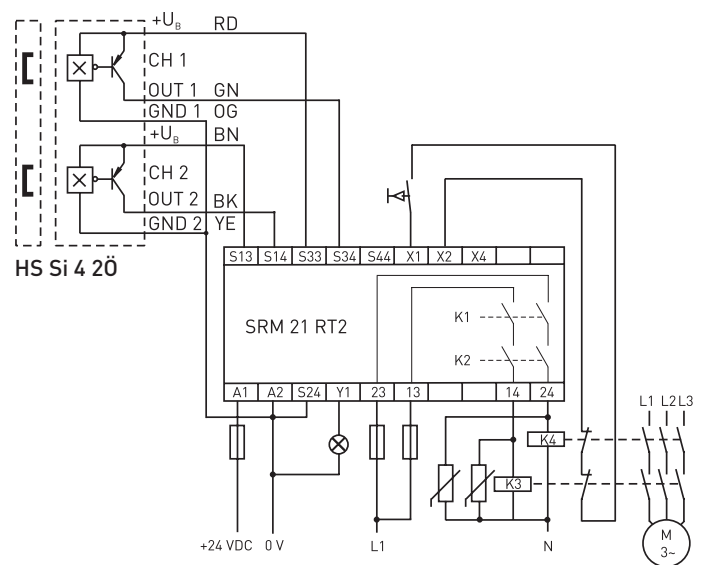 +U_B RD
CH 1
OUT 1 GN
GND 1 OG
+U_B BN
CH 2
OUT 2 BK
GND 2 YE
HS Si 4 2Ö
S13 S14 S33 S34 S44 X1 X2 X4
SRM 21 RT2
K1
K2
A1 A2 S24 Y1 23 13 14 24
L1 L2 L3
K4
K3
+24 VDC 0 V L1 N
M
3~